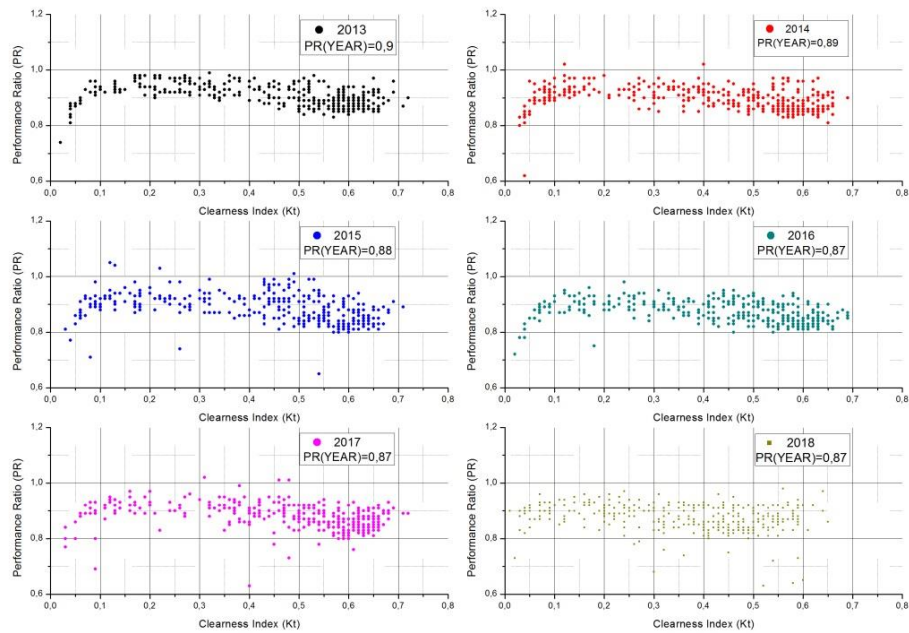 2013
PR(YEAR)=0,9
Performance Ratio (PR)
1,2
1,0
0,8
0,6
0,0 0,1 0,2 0,3 0,4 0,5 0,6 0,7 0,8
Clearness Index (Kt)
2014
PR(YEAR)=0,89
Performance Ratio (PR)
1,2
1,0
0,8
0,6
0,0 0,1 0,2 0,3 0,4 0,5 0,6 0,7 0,8
Clearness Index (Kt)
2015
PR(YEAR)=0,88
Performance Ratio (PR)
1,2
1,0
0,8
0,6
0,0 0,1 0,2 0,3 0,4 0,5 0,6 0,7 0,8
Clearness Index (Kt)
2016
PR(YEAR)=0,87
Performance Ratio (PR)
1,2
1,0
0,8
0,6
0,0 0,1 0,2 0,3 0,4 0,5 0,6 0,7 0,8
Clearness Index (Kt)
2017
PR(YEAR)=0,87
Performance Ratio (PR)
1,2
1,0
0,8
0,6
0,0 0,1 0,2 0,3 0,4 0,5 0,6 0,7 0,8
Clearness Index (Kt)
2018
PR(YEAR)=0,87
Performance Ratio (PR)
1,2
1,0
0,8
0,6
0,0 0,1 0,2 0,3 0,4 0,5 0,6 0,7 0,8
Clearness Index (Kt)